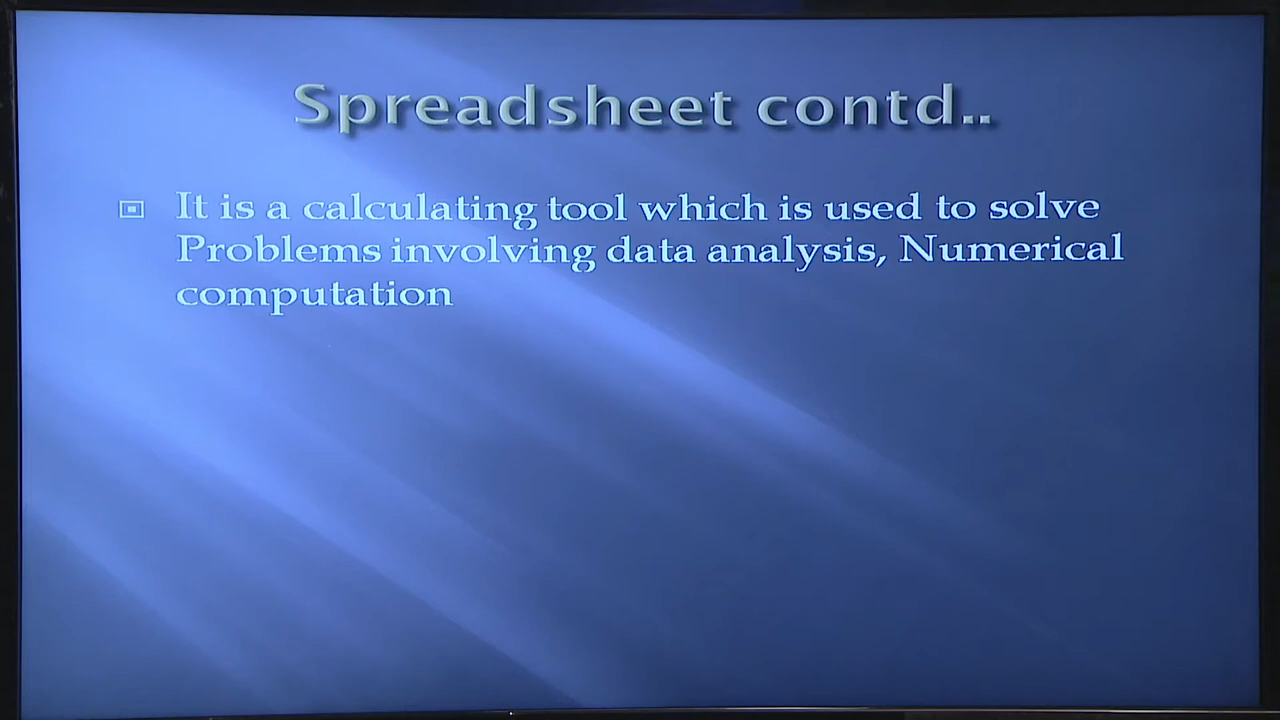 Spreadsheet contd..
It is a calculating tool which is used to solve
Problems involving data analysis, Numerical
computation